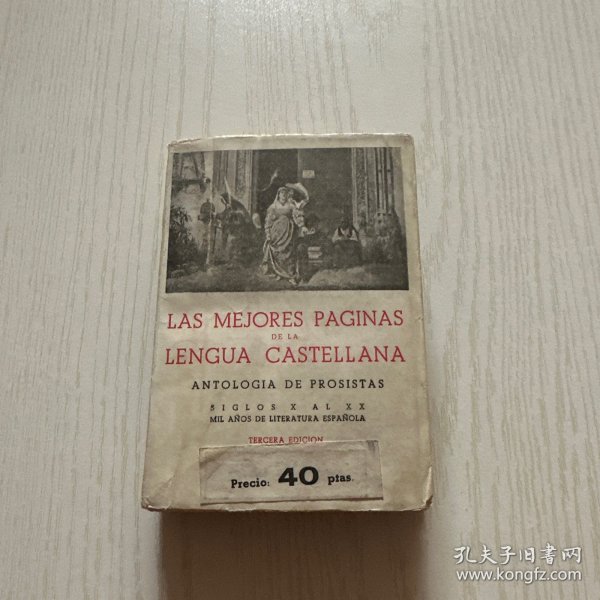 LAS MEJORES PAGINAS
DE LA
LENGUA CASTELLANA
ANTOLOGIA DE PROSISTAS
SIGLOS X AL XX
MIL AÑOS DE LITERATURA ESPAÑOLA
TERCERA EDICION
Precio: 40 ptas.
孔夫子旧书网
www.kongfz.com